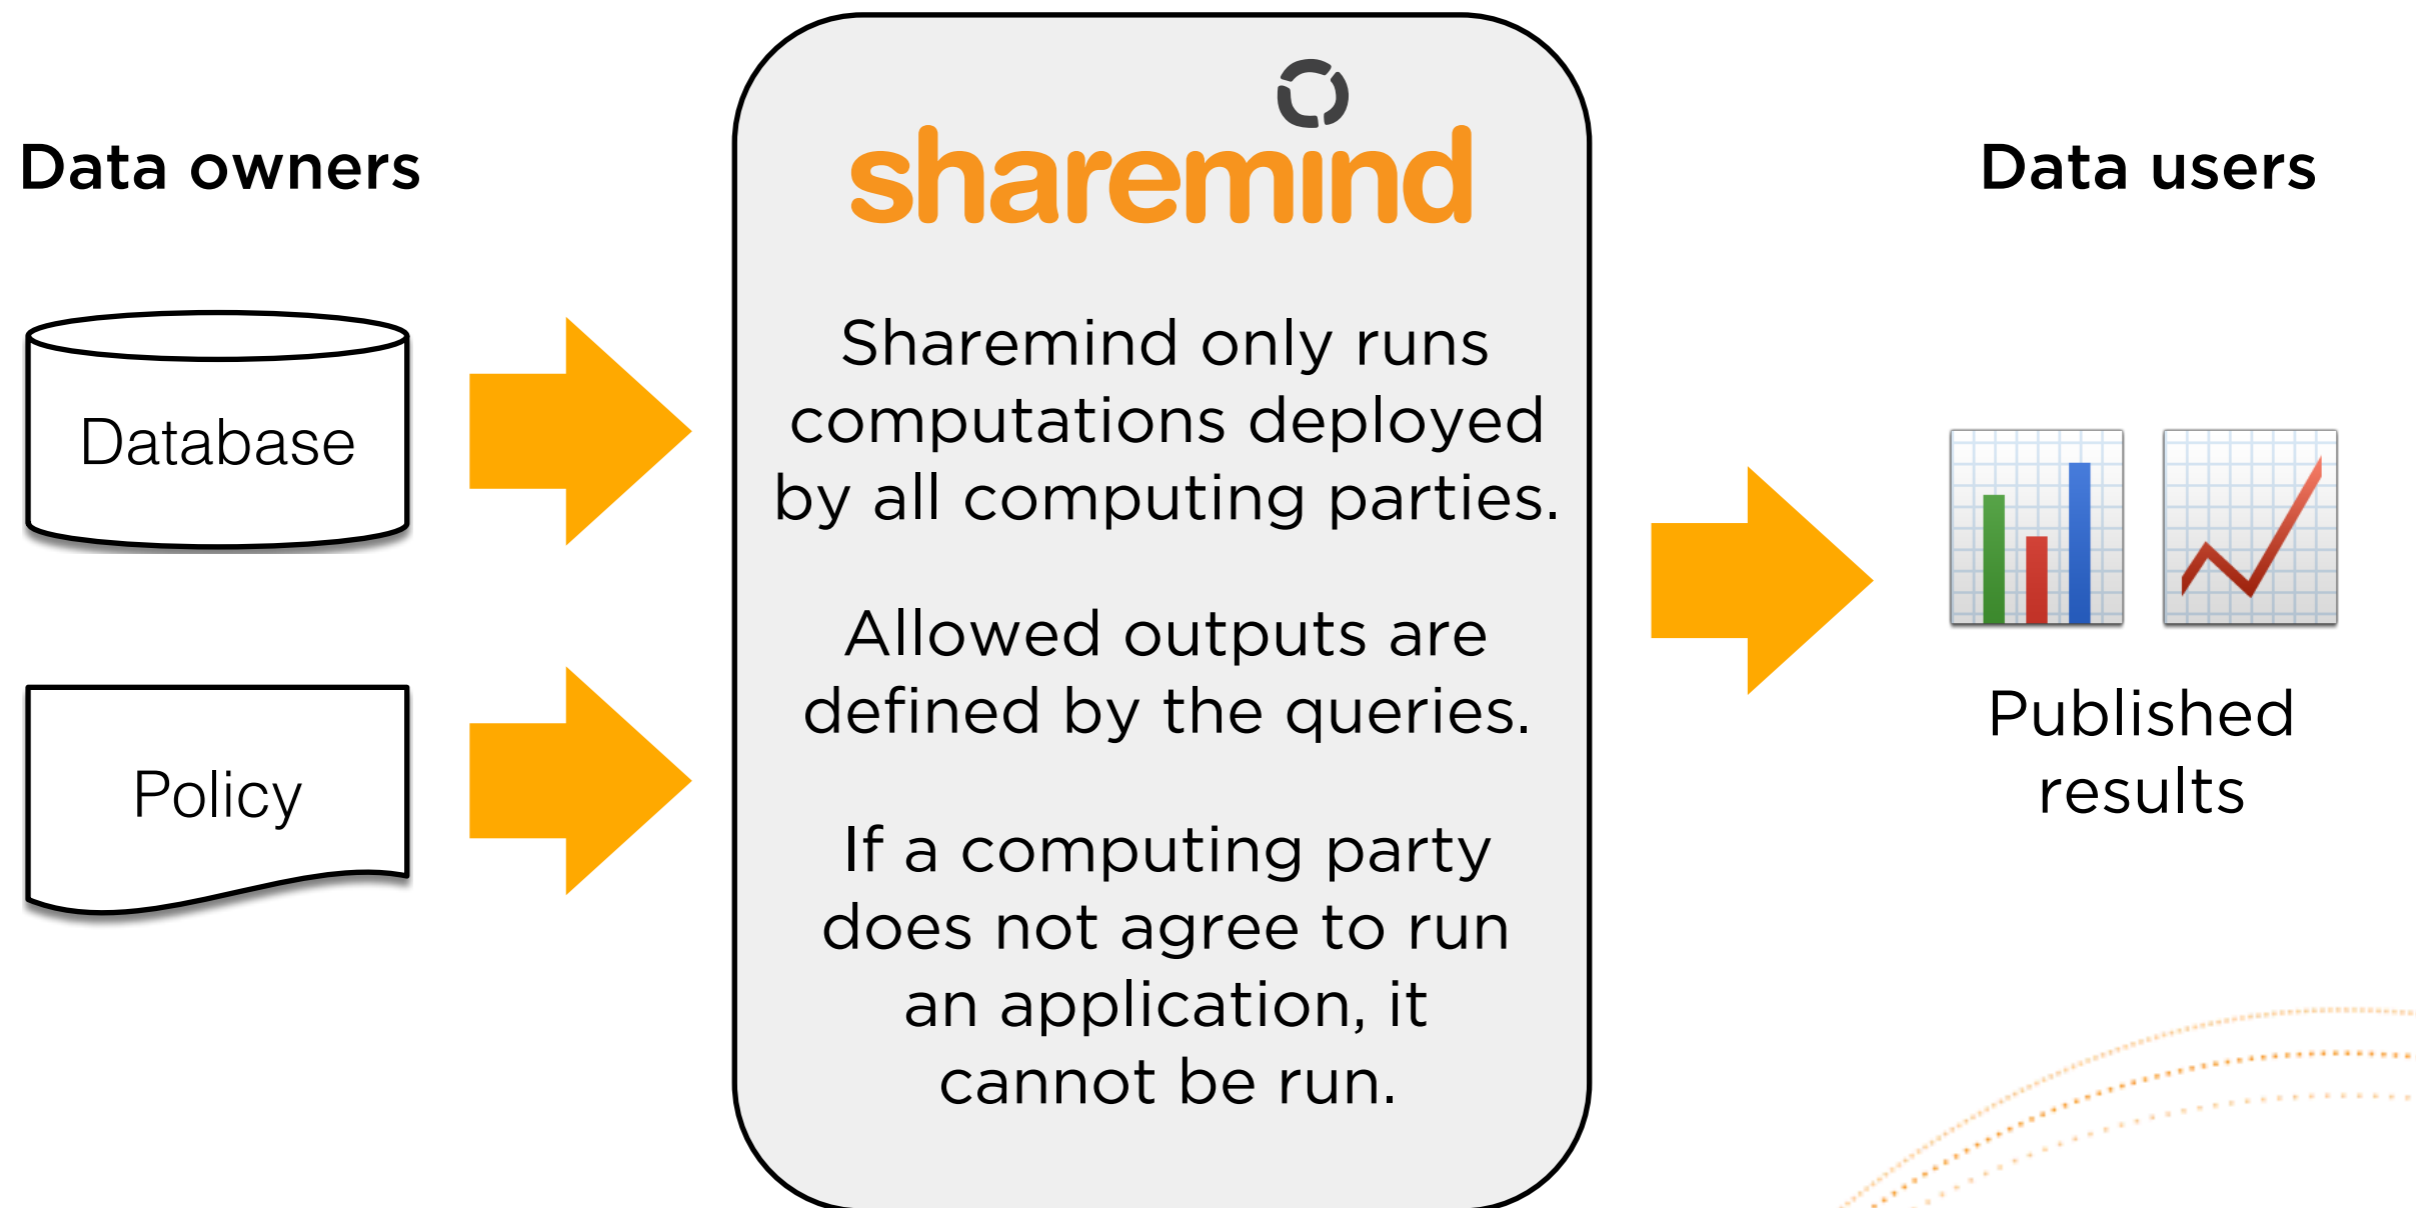 Data owners
Database
Policy
sharemind
Sharemind only runs
computations deployed
by all computing parties.
Allowed outputs are
defined by the queries.
If a computing party
does not agree to run
an application, it
cannot be run.
Data users
Published
results